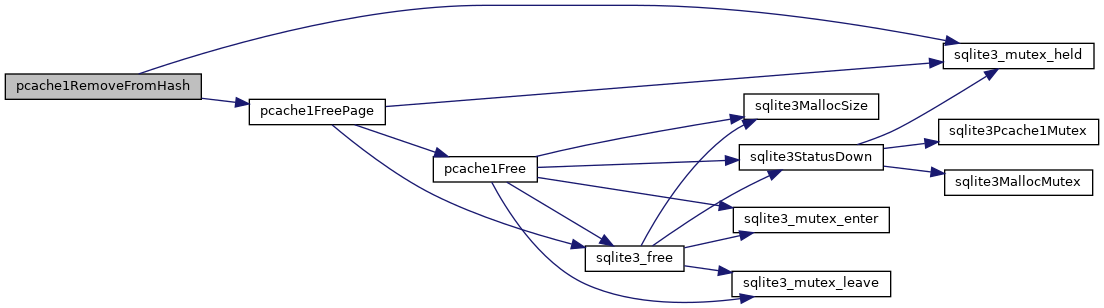 pcache1RemoveFromHash
pcache1FreePage
pcache1Free
sqlite3_free
sqlite3MallocSize
sqlite3StatusDown
sqlite3_mutex_enter
sqlite3_mutex_leave
sqlite3_mutex_held
sqlite3Pcache1Mutex
sqlite3MallocMutex